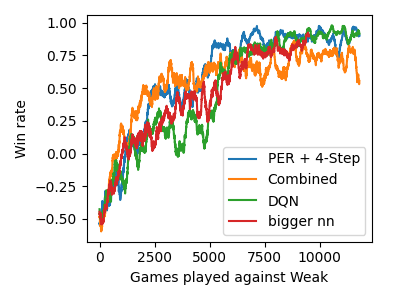 1.00
0.75
0.50
0.25
0.00
−0.25
−0.50
Win rate
PER + 4-Step
Combined
DQN
bigger nn
0 2500 5000 7500 10000
Games played against Weak